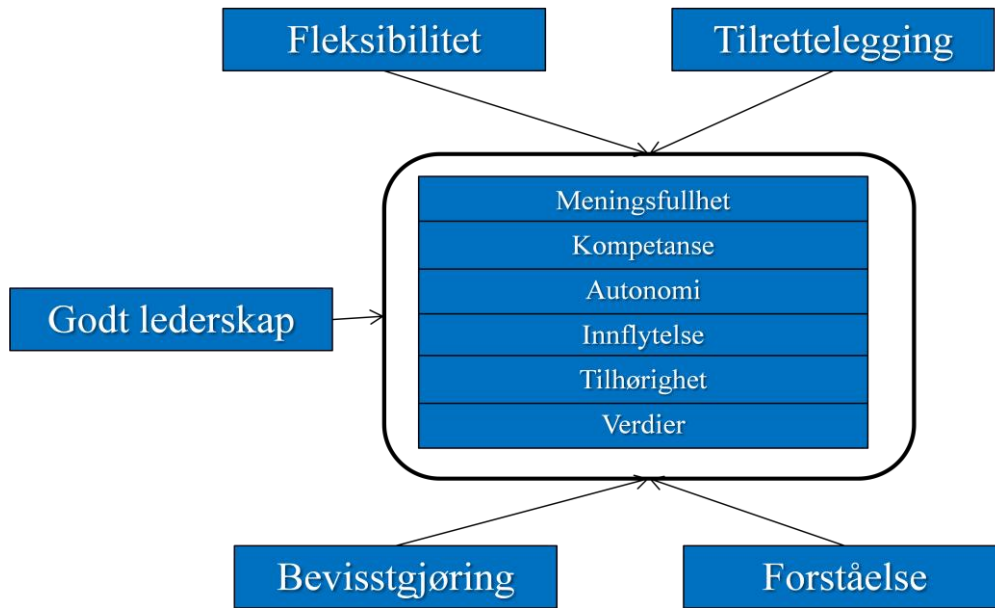 Fleksibilitet
Tilrettelegging
Meningsfullhet
Kompetanse
Autonomi
Godt lederskap
Innflytelse
Tilhørighet
Verdier
Bevisstgjøring
Forståelse